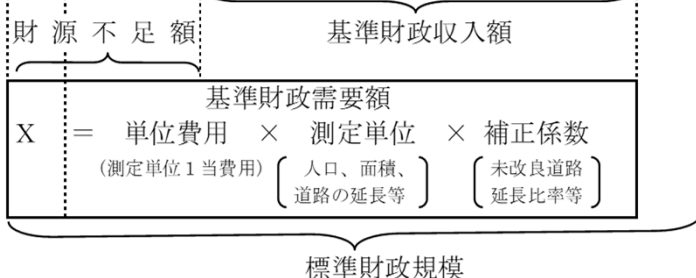 財源不足額 基準財政収入額
基準財政需要額
X = 単位費用 × 測定単位 × 補正係数
(測定単位1当費用) 人口、面積、 未改良道路
道路の延長等 延長比率等
標準財政規模